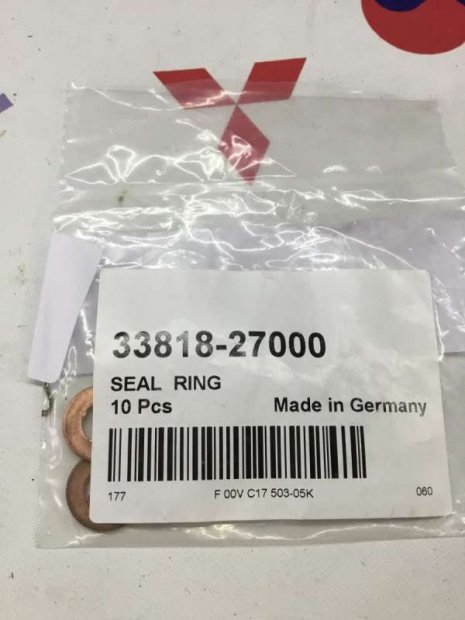 33818-27000
SEAL RING
10 Pcs Made in Germany
177 F 00V C17 503-05K 060